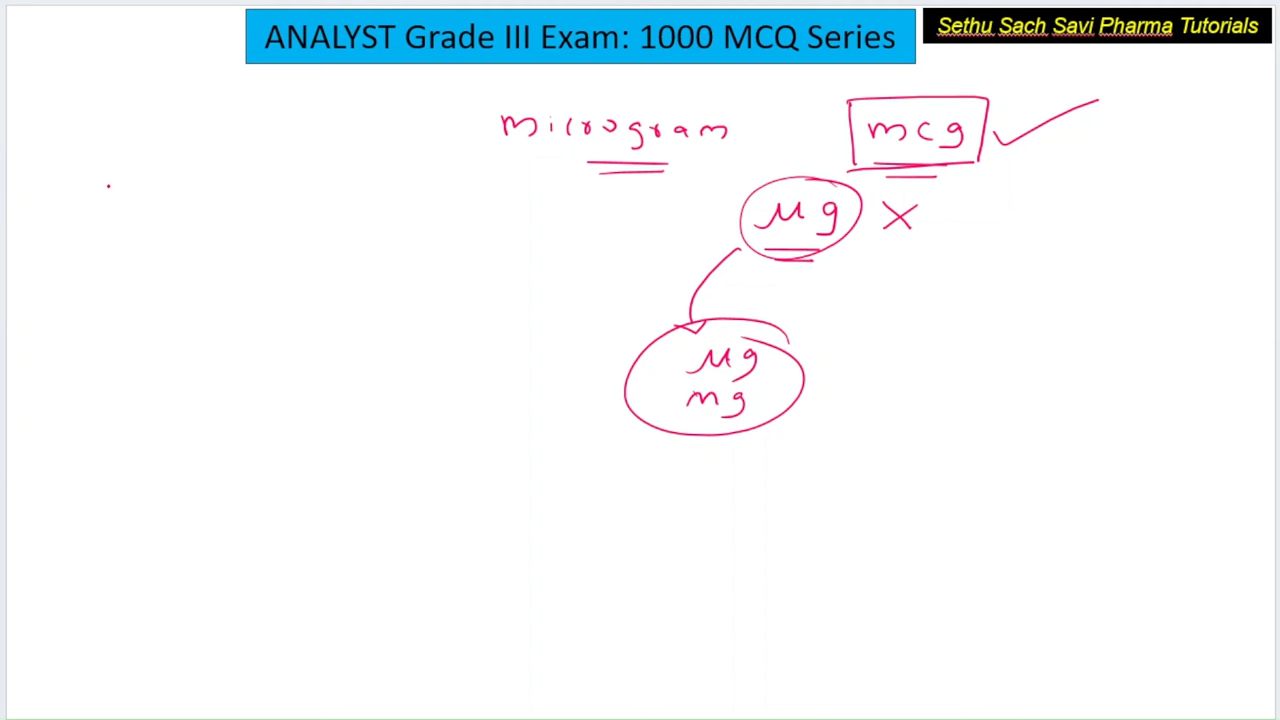 ANALYST Grade III Exam: 1000 MCQ Series
Sethu Sach Savi Pharma Tutorials
microgram mcg
μg
μg
mg